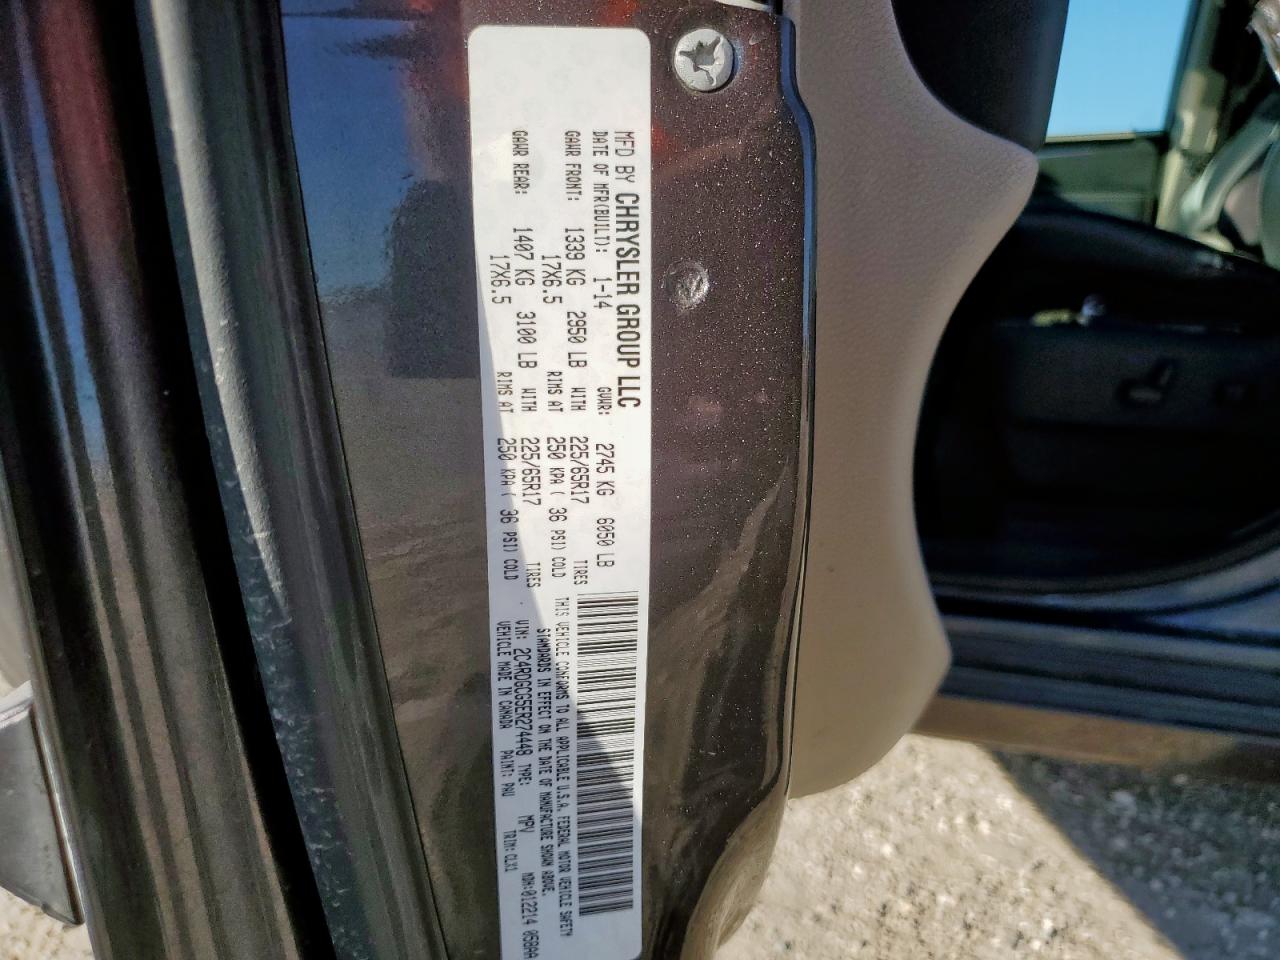 MFD BY CHRYSLER GROUP LLC
DATE OF MFR(BUILT): 1-14 GVWR: 2745 KG 6050 LB
GAWR FRONT: 1339 KG 2950 LB WITH 225/65R17 TIRES
17X6.5 RIMS AT 250 KPA ( 36 PSI) COLD
GAWR REAR: 1407 KG 3100 LB WITH 225/65R17 TIRES
17X6.5 RIMS AT 250 KPA ( 36 PSI) COLD
THIS VEHICLE CONFORMS TO ALL APPLICABLE U.S.A. FEDERAL MOTOR VEHICLE SAFETY
STANDARDS IN EFFECT ON THE DATE OF MANUFACTURE SHOWN ABOVE.
VIN: 2C4RDGCG5ER274448 TYPE: MPV MDH:012214 05BAA
VEHICLE MADE IN CANADA PAINT: PAU TRIM: CLX1